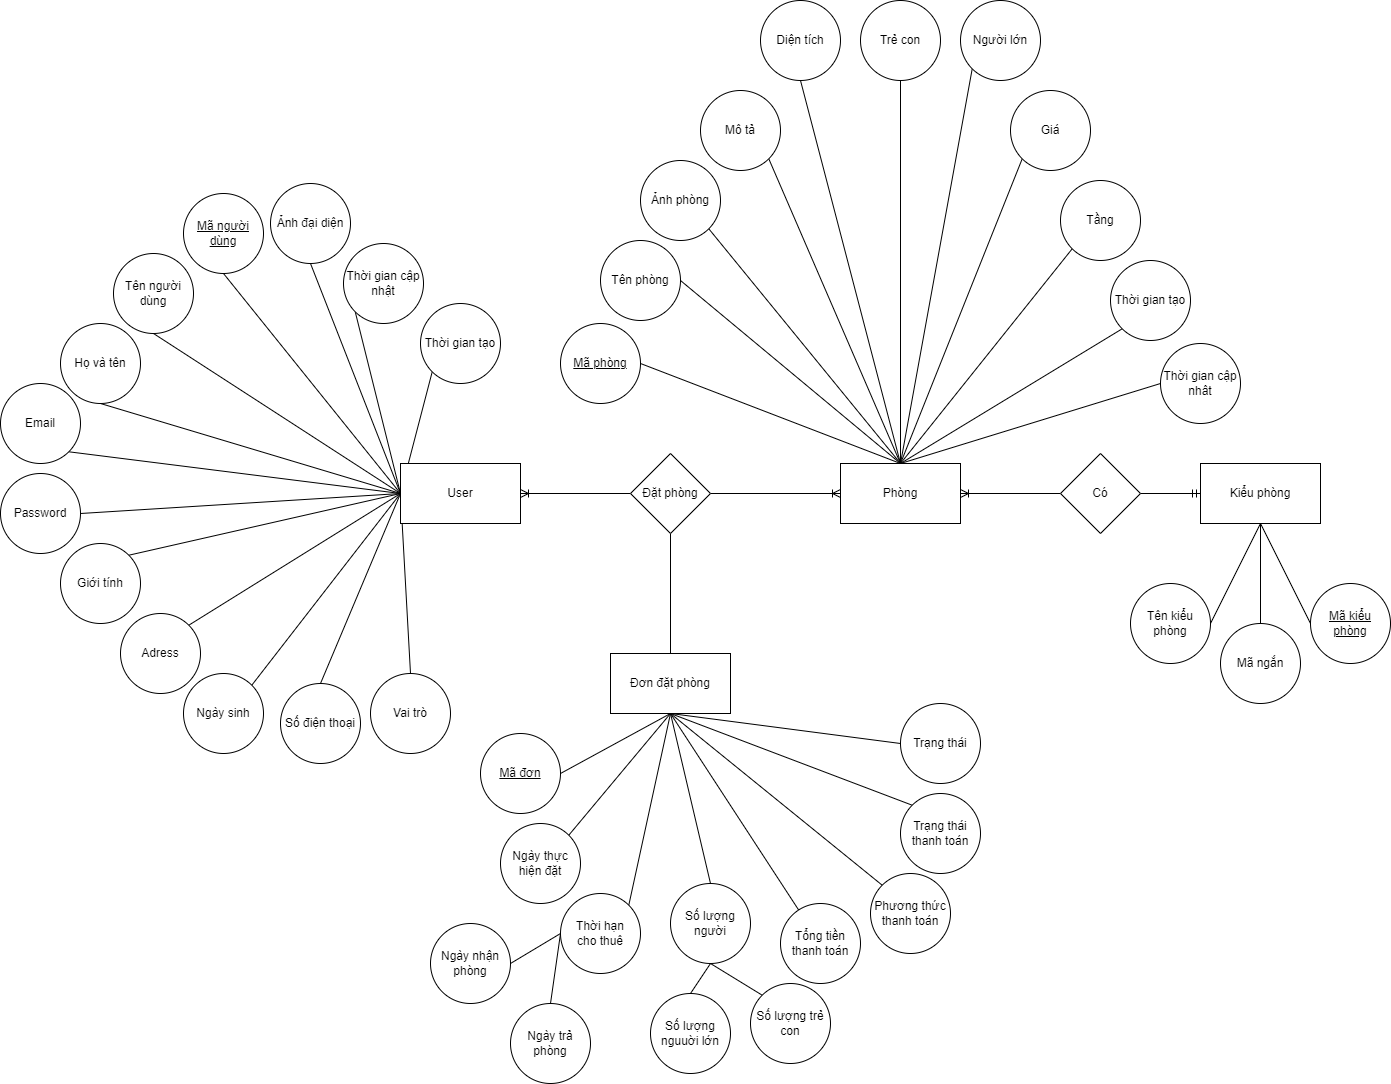 Diện tích
Trẻ con
Người lớn
Mô tả
Giá
Ảnh phòng
Tầng
Tên phòng
Thời gian tạo
Mã phòng
Thời gian cập
nhât
Mã người
dùng
Ảnh đại diện
Thời gian cập
nhật
Tên người
dùng
Thời gian tạo
Họ và tên
Email
Password
Giới tính
Adress
Ngày sinh
Số điện thoại
Vai trò
User
Đặt phòng
Phòng
Có
Kiểu phòng
Tên kiểu
phòng
Mã ngắn
Mã kiểu
phòng
Đơn đặt phòng
Mã đơn
Ngày thực
hiện đặt
Thời hạn
cho thuê
Ngày nhận
phòng
Ngày trả
phòng
Số lượng
người
Số lượng
nguuời lớn
Số lượng trẻ
con
Tổng tiền
thanh toán
Phương thức
thanh toán
Trạng thái
thanh toán
Trạng thái